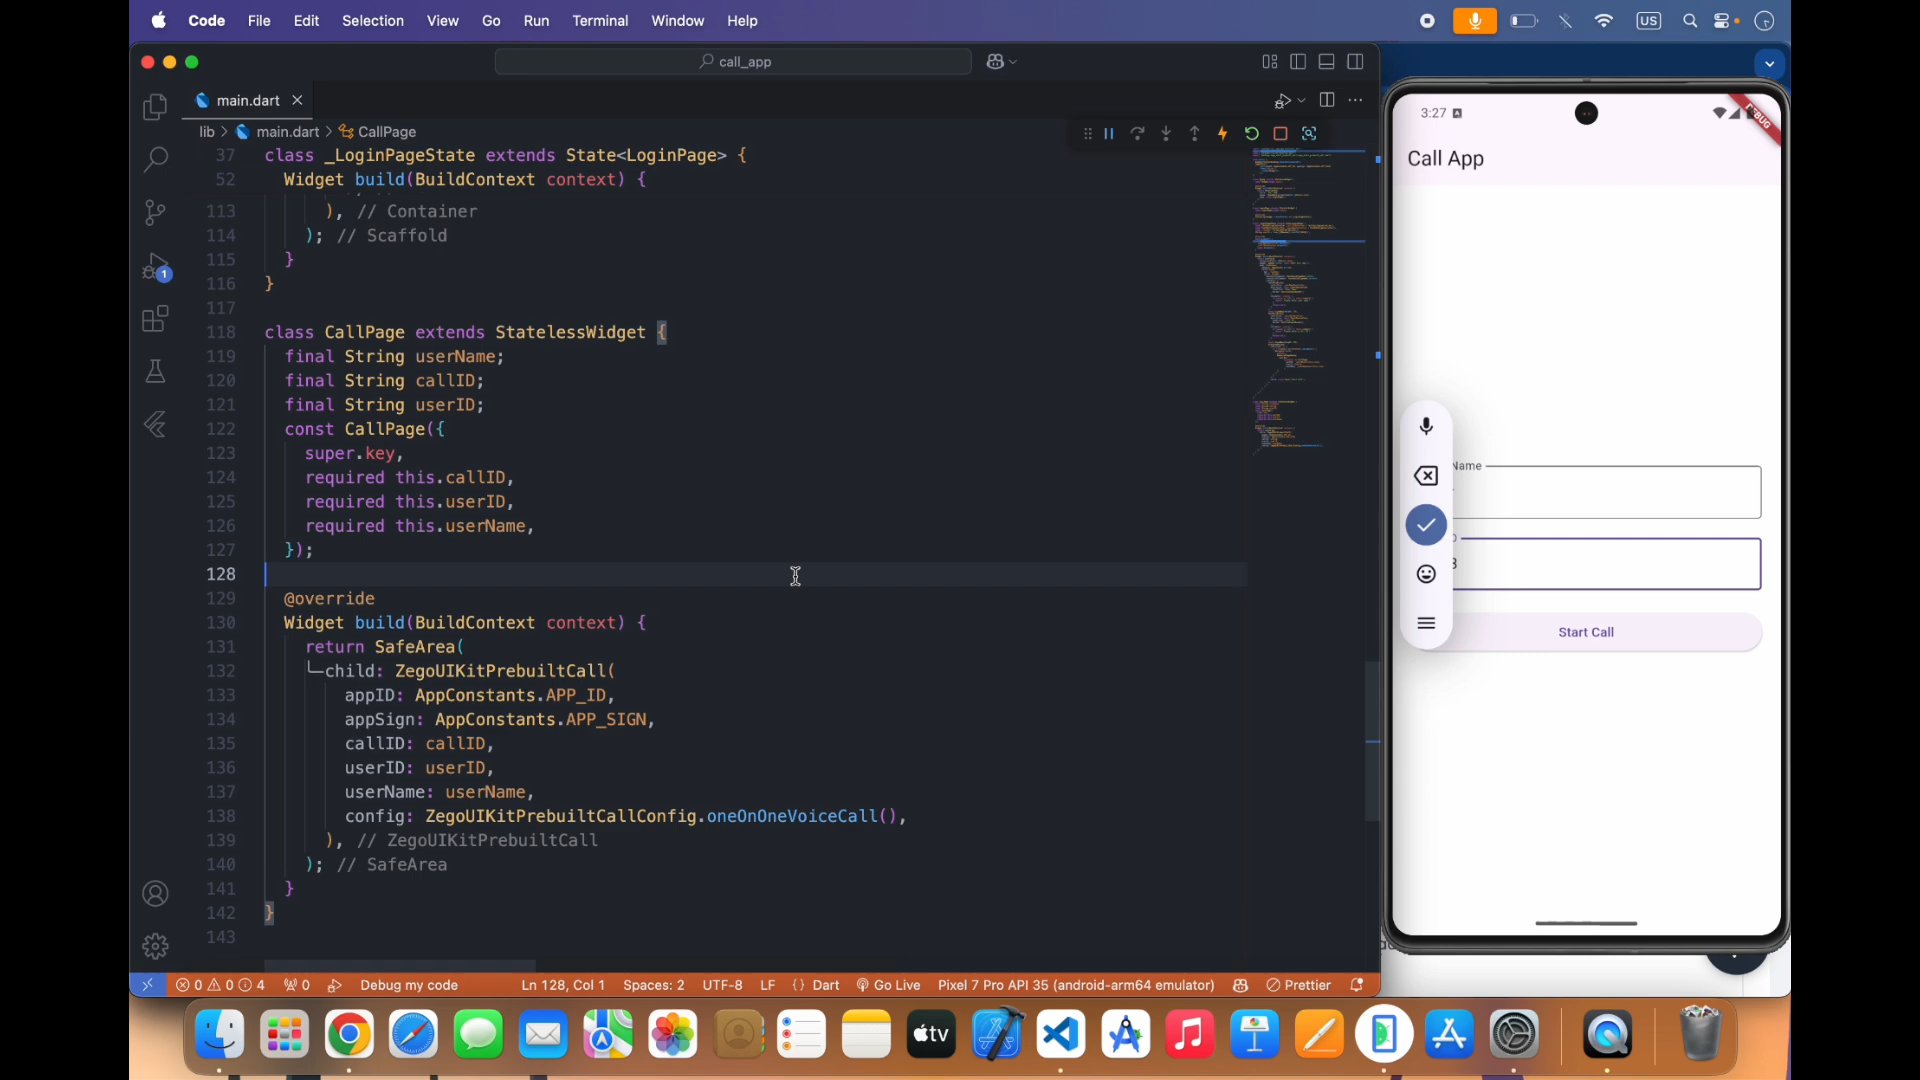 Code File Edit Selection View Go Run Terminal Window Help US
call_app
main.dart
lib > main.dart > CallPage
37 class _LoginPageState extends State<LoginPage> {
52 Widget build(BuildContext context) {
113 ), // Container
114 ); // Scaffold
115 }
116 }
117
118 class CallPage extends StatelessWidget {
119 final String userName;
120 final String callID;
121 final String userID;
122 const CallPage({
123 super.key,
124 required this.callID,
125 required this.userID,
126 required this.userName,
127 });
128
129 @override
130 Widget build(BuildContext context) {
131 return SafeArea(
132 child: ZegoUIKitPrebuiltCall(
133 appID: AppConstants.APP_ID,
134 appSign: AppConstants.APP_SIGN,
135 callID: callID,
136 userID: userID,
137 userName: userName,
138 config: ZegoUIKitPrebuiltCallConfig.oneOnOneVoiceCall(),
139 ), // ZegoUIKitPrebuiltCall
140 ); // SafeArea
141 }
142 }
143
1
0 0 4 0 Debug my code Ln 128, Col 1 Spaces: 2 UTF-8 LF {} Dart Go Live Pixel 7 Pro API 35 (android-arm64 emulator) Prettier
3:27
DEBUG
Call App
Name
Start Call
tv